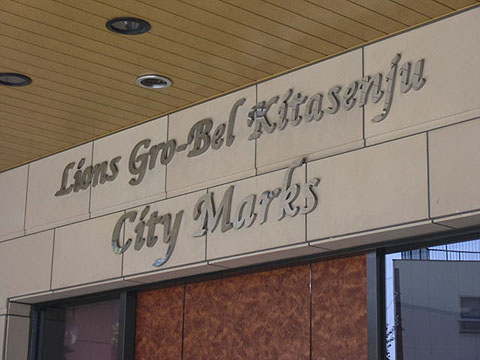 Lions Gro-Bel Kitasenju
City Marks